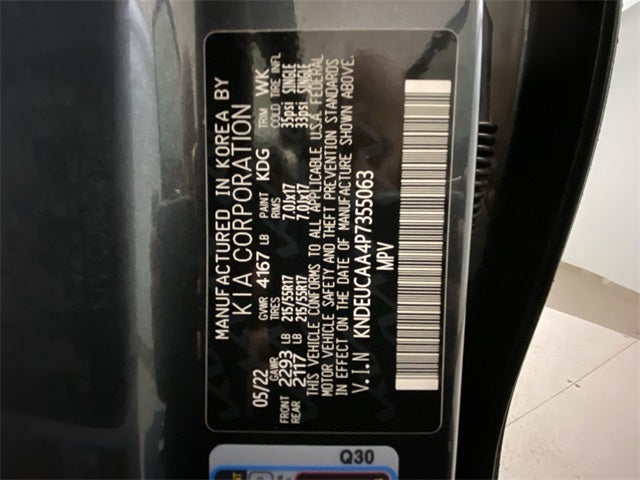 MANUFACTURED IN KOREA BY
KIA CORPORATION
05/22 GVWR 4167 LB PAINT KDG TRM WK
GAWR TIRES RIMS COLD TIRE INFL
FRONT 2293 LB 215/55R17 7.0Jx17 35psi SINGLE
REAR 2117 LB 215/55R17 7.0Jx17 33psi SINGLE
THIS VEHICLE CONFORMS TO ALL APPLICABLE U.S.A. FEDERAL
MOTOR VEHICLE SAFETY AND THEFT PREVENTION STANDARDS
IN EFFECT ON THE DATE OF MANUFACTURE SHOWN ABOVE.
V.I.N KNDEUCAA4P7355063
MPV
Q30